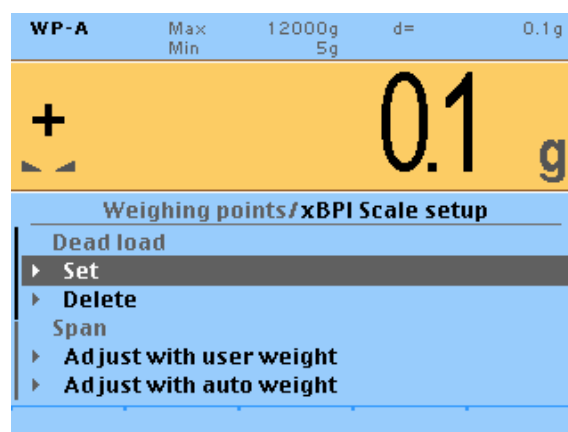 WP-A Max 12000g d= 0.1g
Min 5g
+ 0.1 g
Weighing points/xBPI Scale setup
Dead load
Set
Delete
Span
Adjust with user weight
Adjust with auto weight